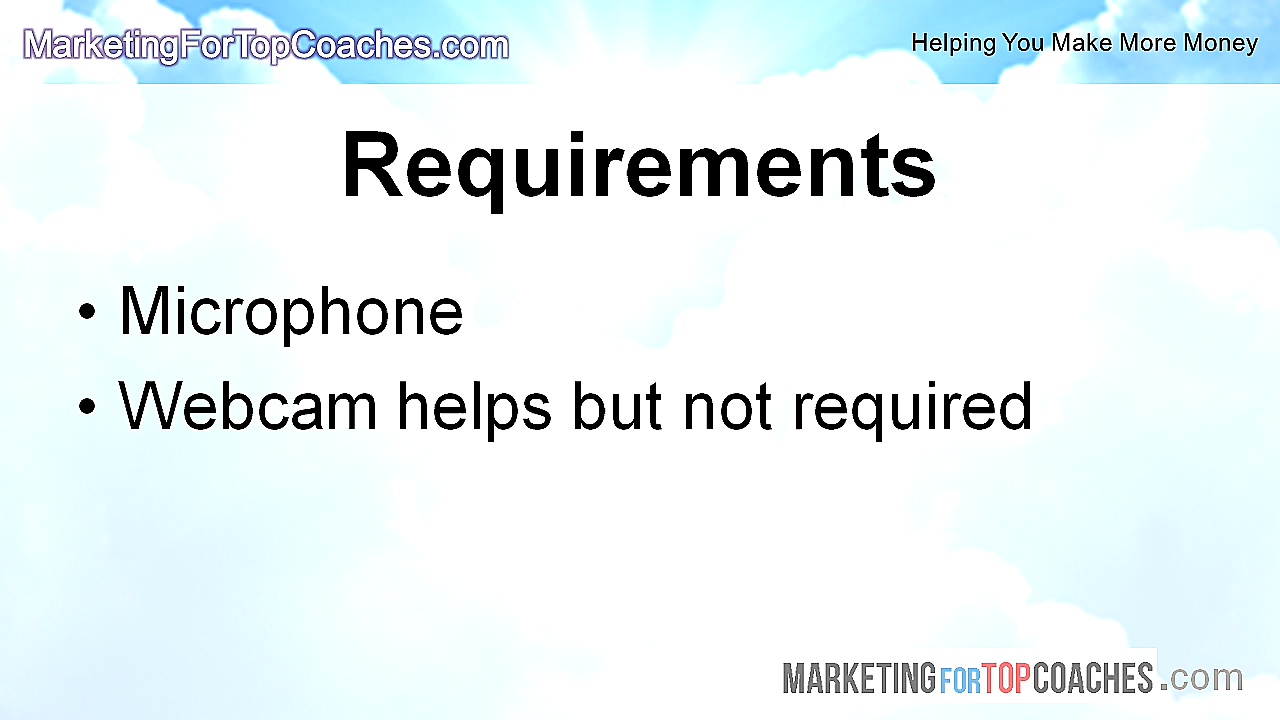 MarketingForTopCoaches.com
Helping You Make More Money
Requirements
• Microphone
• Webcam helps but not required
MARKETINGFORTOPCOACHES.com